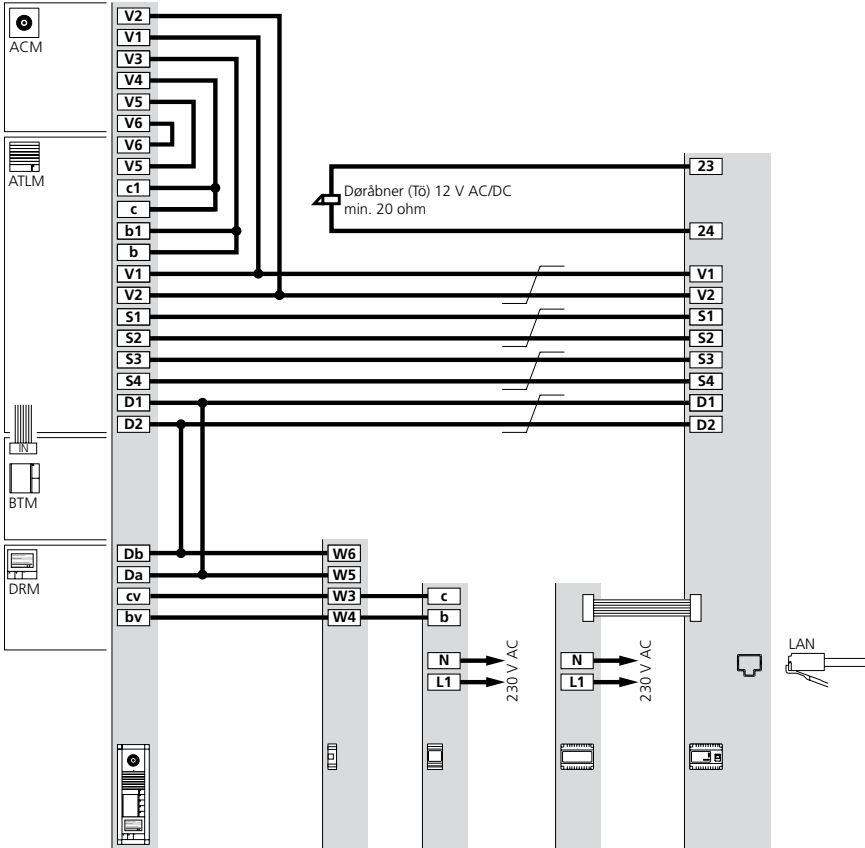 ACM
V2
V1
V3
V4
V5
V6
V6
V5
c1
c
b1
b
V1
V2
S1
S2
S3
S4
D1
D2
ATLM
IN
BTM
DRM
Db
Da
cv
bv
Døråbner (Tö) 12 V AC/DC
min. 20 ohm
23
24
V1
V2
S1
S2
S3
S4
D1
D2
W6
W5
W3
W4
c
b
N
L1
230 V AC
N
L1
230 V AC
LAN